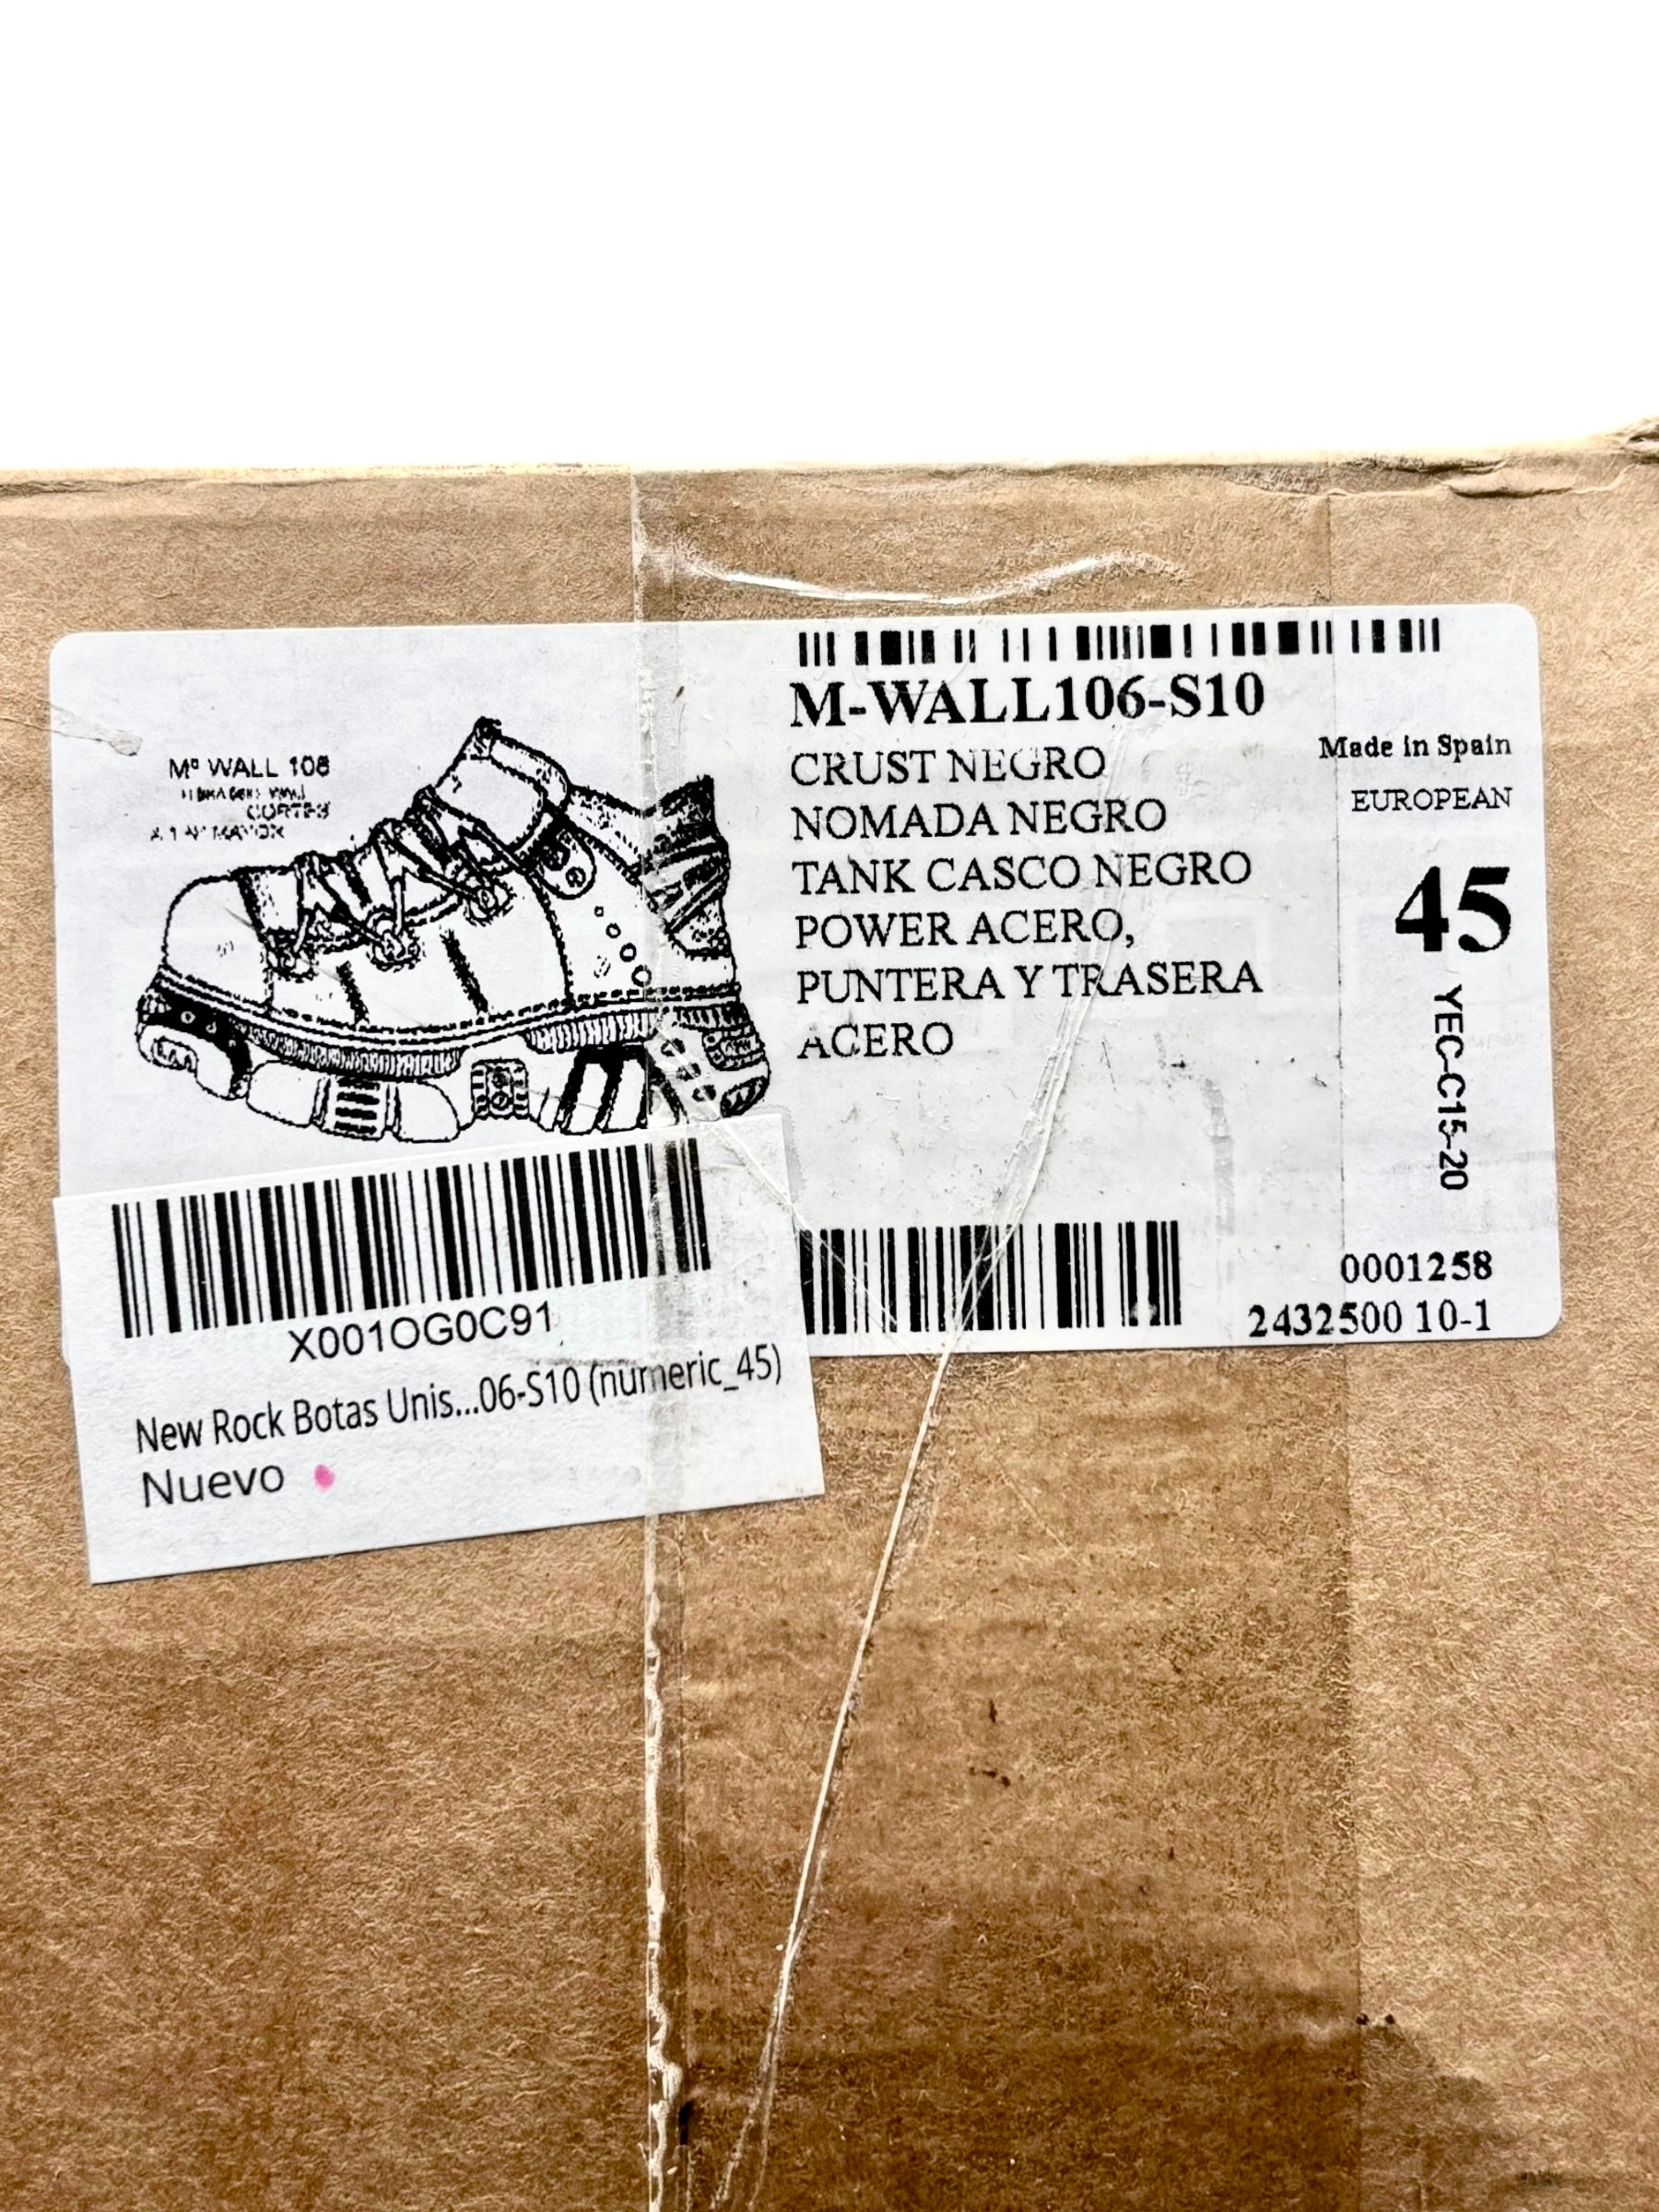 Mº WALL 106
CORTES
M-WALL106-S10
CRUST NEGRO
NOMADA NEGRO
TANK CASCO NEGRO
POWER ACERO,
PUNTERA Y TRASERA
ACERO
Made in Spain
EUROPEAN
45
YEC-C15-20
0001258
2432500 10-1
X001OG0C91
New Rock Botas Unis...06-S10 (numeric_45)
Nuevo